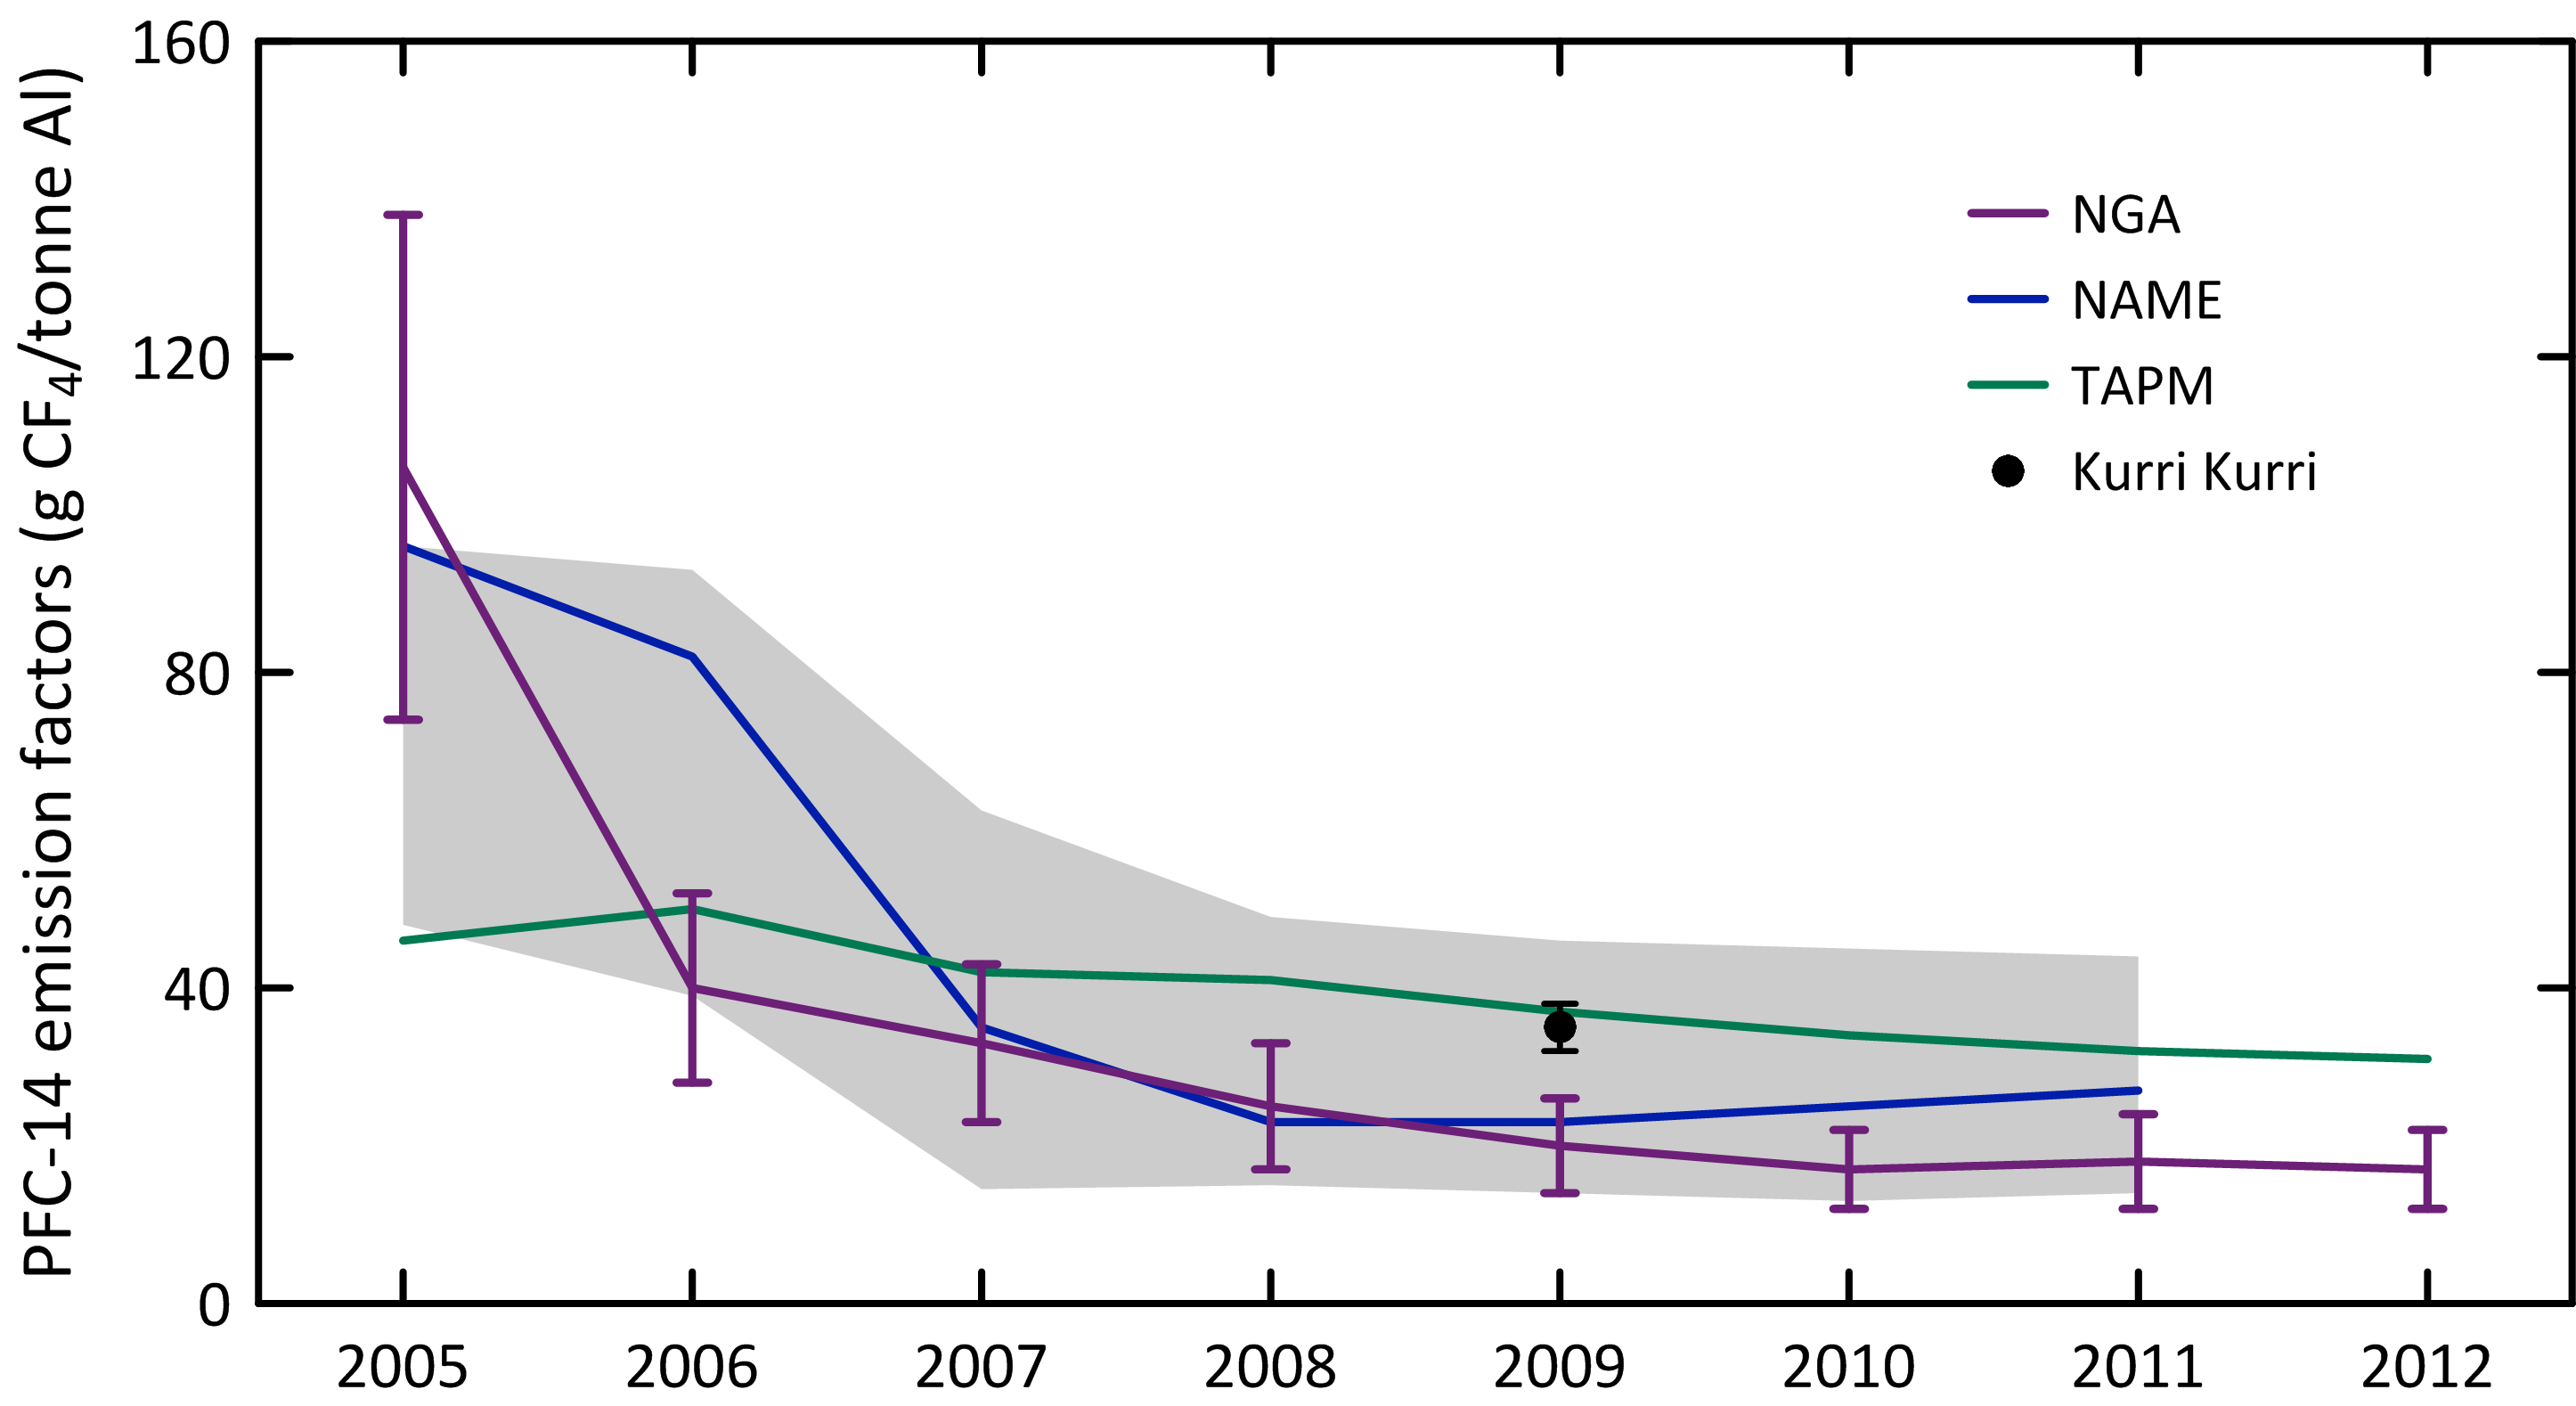 PFC-14 emission factors (g CF₄/tonne Al)
160
120
80
40
0
NGA
NAME
TAPM
Kurri Kurri
2005 2006 2007 2008 2009 2010 2011 2012